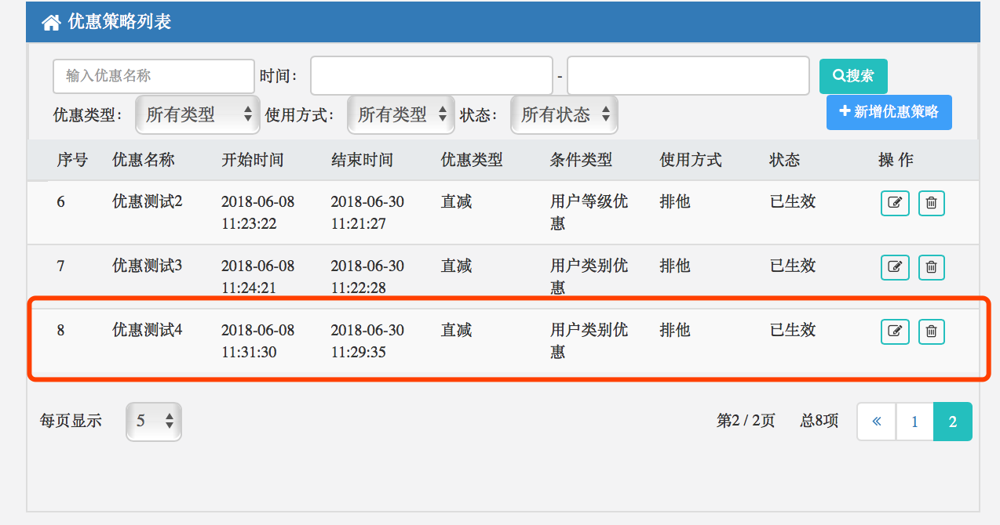 优惠策略列表
输入优惠名称 时间： - 搜索
优惠类型： 所有类型 使用方式： 所有类型 状态： 所有状态 新增优惠策略
序号 优惠名称 开始时间 结束时间 优惠类型 条件类型 使用方式 状态 操 作
6 优惠测试2 2018-06-08 2018-06-30 直减 用户等级优 排他 已生效
11:23:22 11:21:27 惠
7 优惠测试3 2018-06-08 2018-06-30 直减 用户类别优 排他 已生效
11:24:21 11:22:28 惠
8 优惠测试4 2018-06-08 2018-06-30 直减 用户类别优 排他 已生效
11:31:30 11:29:35 惠
每页显示 5 第2 / 2页 总8项 « 1 2